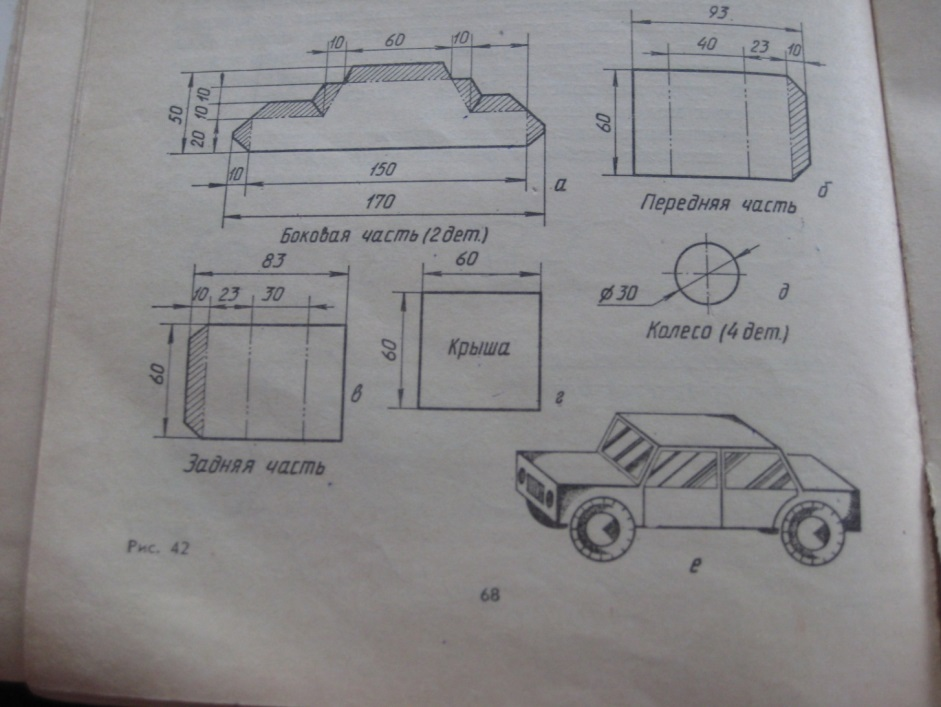 10 60 10
50 10 10 20
10 150
170
а
Боковая часть (2 дет.)
93
40 23 10
60
б
Передняя часть
83
10 23 30
60
в
Задняя часть
60
60
Крыша
г
⌀30
д
Колесо (4 дет.)
е
Рис. 42
68